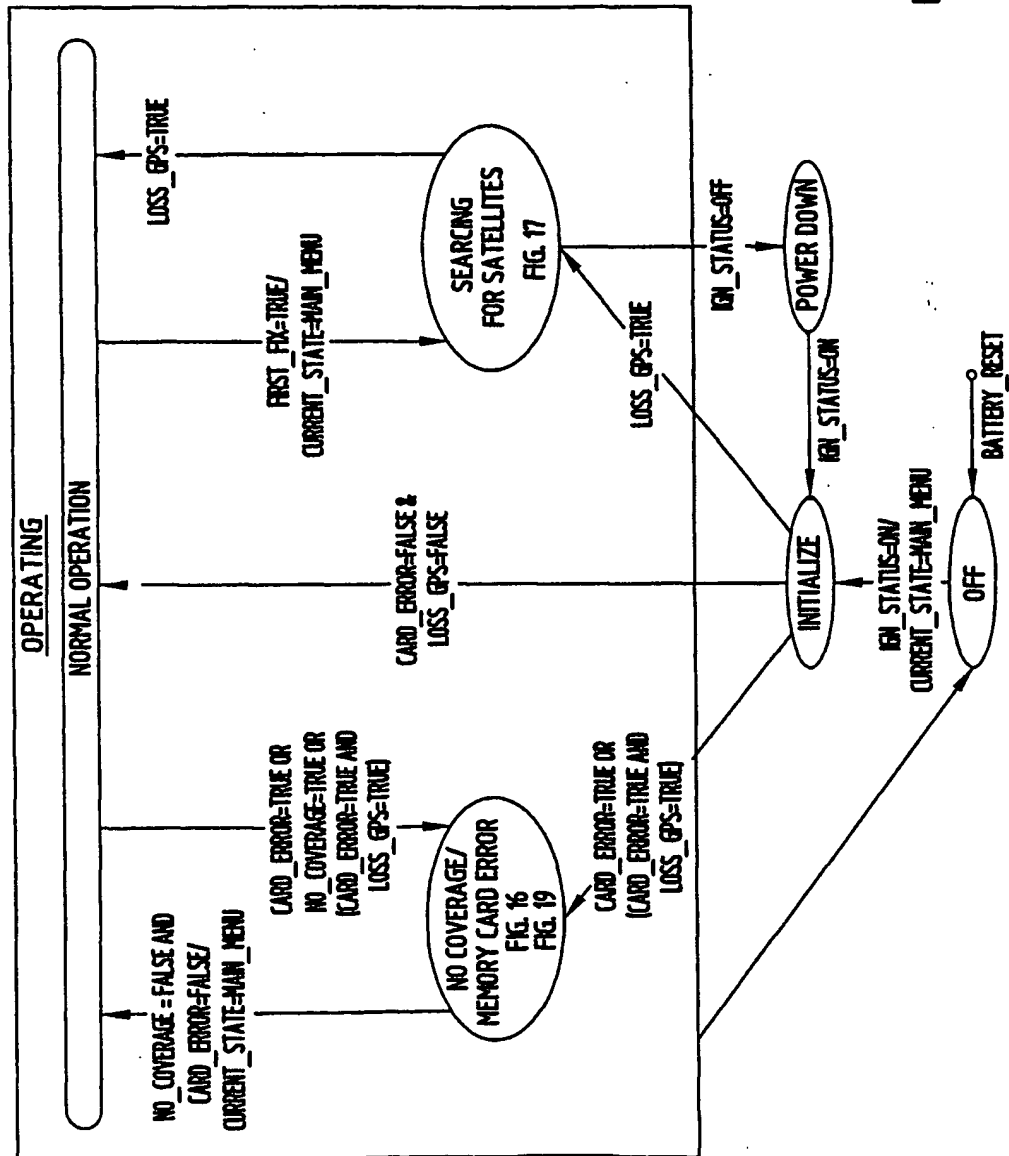 OPERATING
NORMAL OPERATION
NO_COVERAGE = FALSE AND
CARD_ERROR=FALSE/
CURRENT_STATE=MAIN_MENU
CARD_ERROR=TRUE OR
NO_COVERAGE=TRUE OR
(CARD_ERROR=TRUE AND
LOSS_GPS=TRUE)
CARD_ERROR=FALSE &
LOSS_GPS=FALSE
FIRST_FIX=TRUE/
CURRENT_STATE=MAIN_MENU
LOSS_GPS=TRUE
NO COVERAGE/
MEMORY CARD ERROR
FIG. 16
FIG. 19
SEARCING
FOR SATELLITES
FIG. 17
CARD_ERROR=TRUE OR
(CARD_ERROR=TRUE AND
LOSS_GPS=TRUE)
LOSS_GPS=TRUE
IGN_STATUS=OFF
INITIALIZE
IGN_STATUS=ON
POWER DOWN
IGN_STATUS=ON/
CURRENT_STATE=MAIN_MENU
OFF
BATTERY_RESET